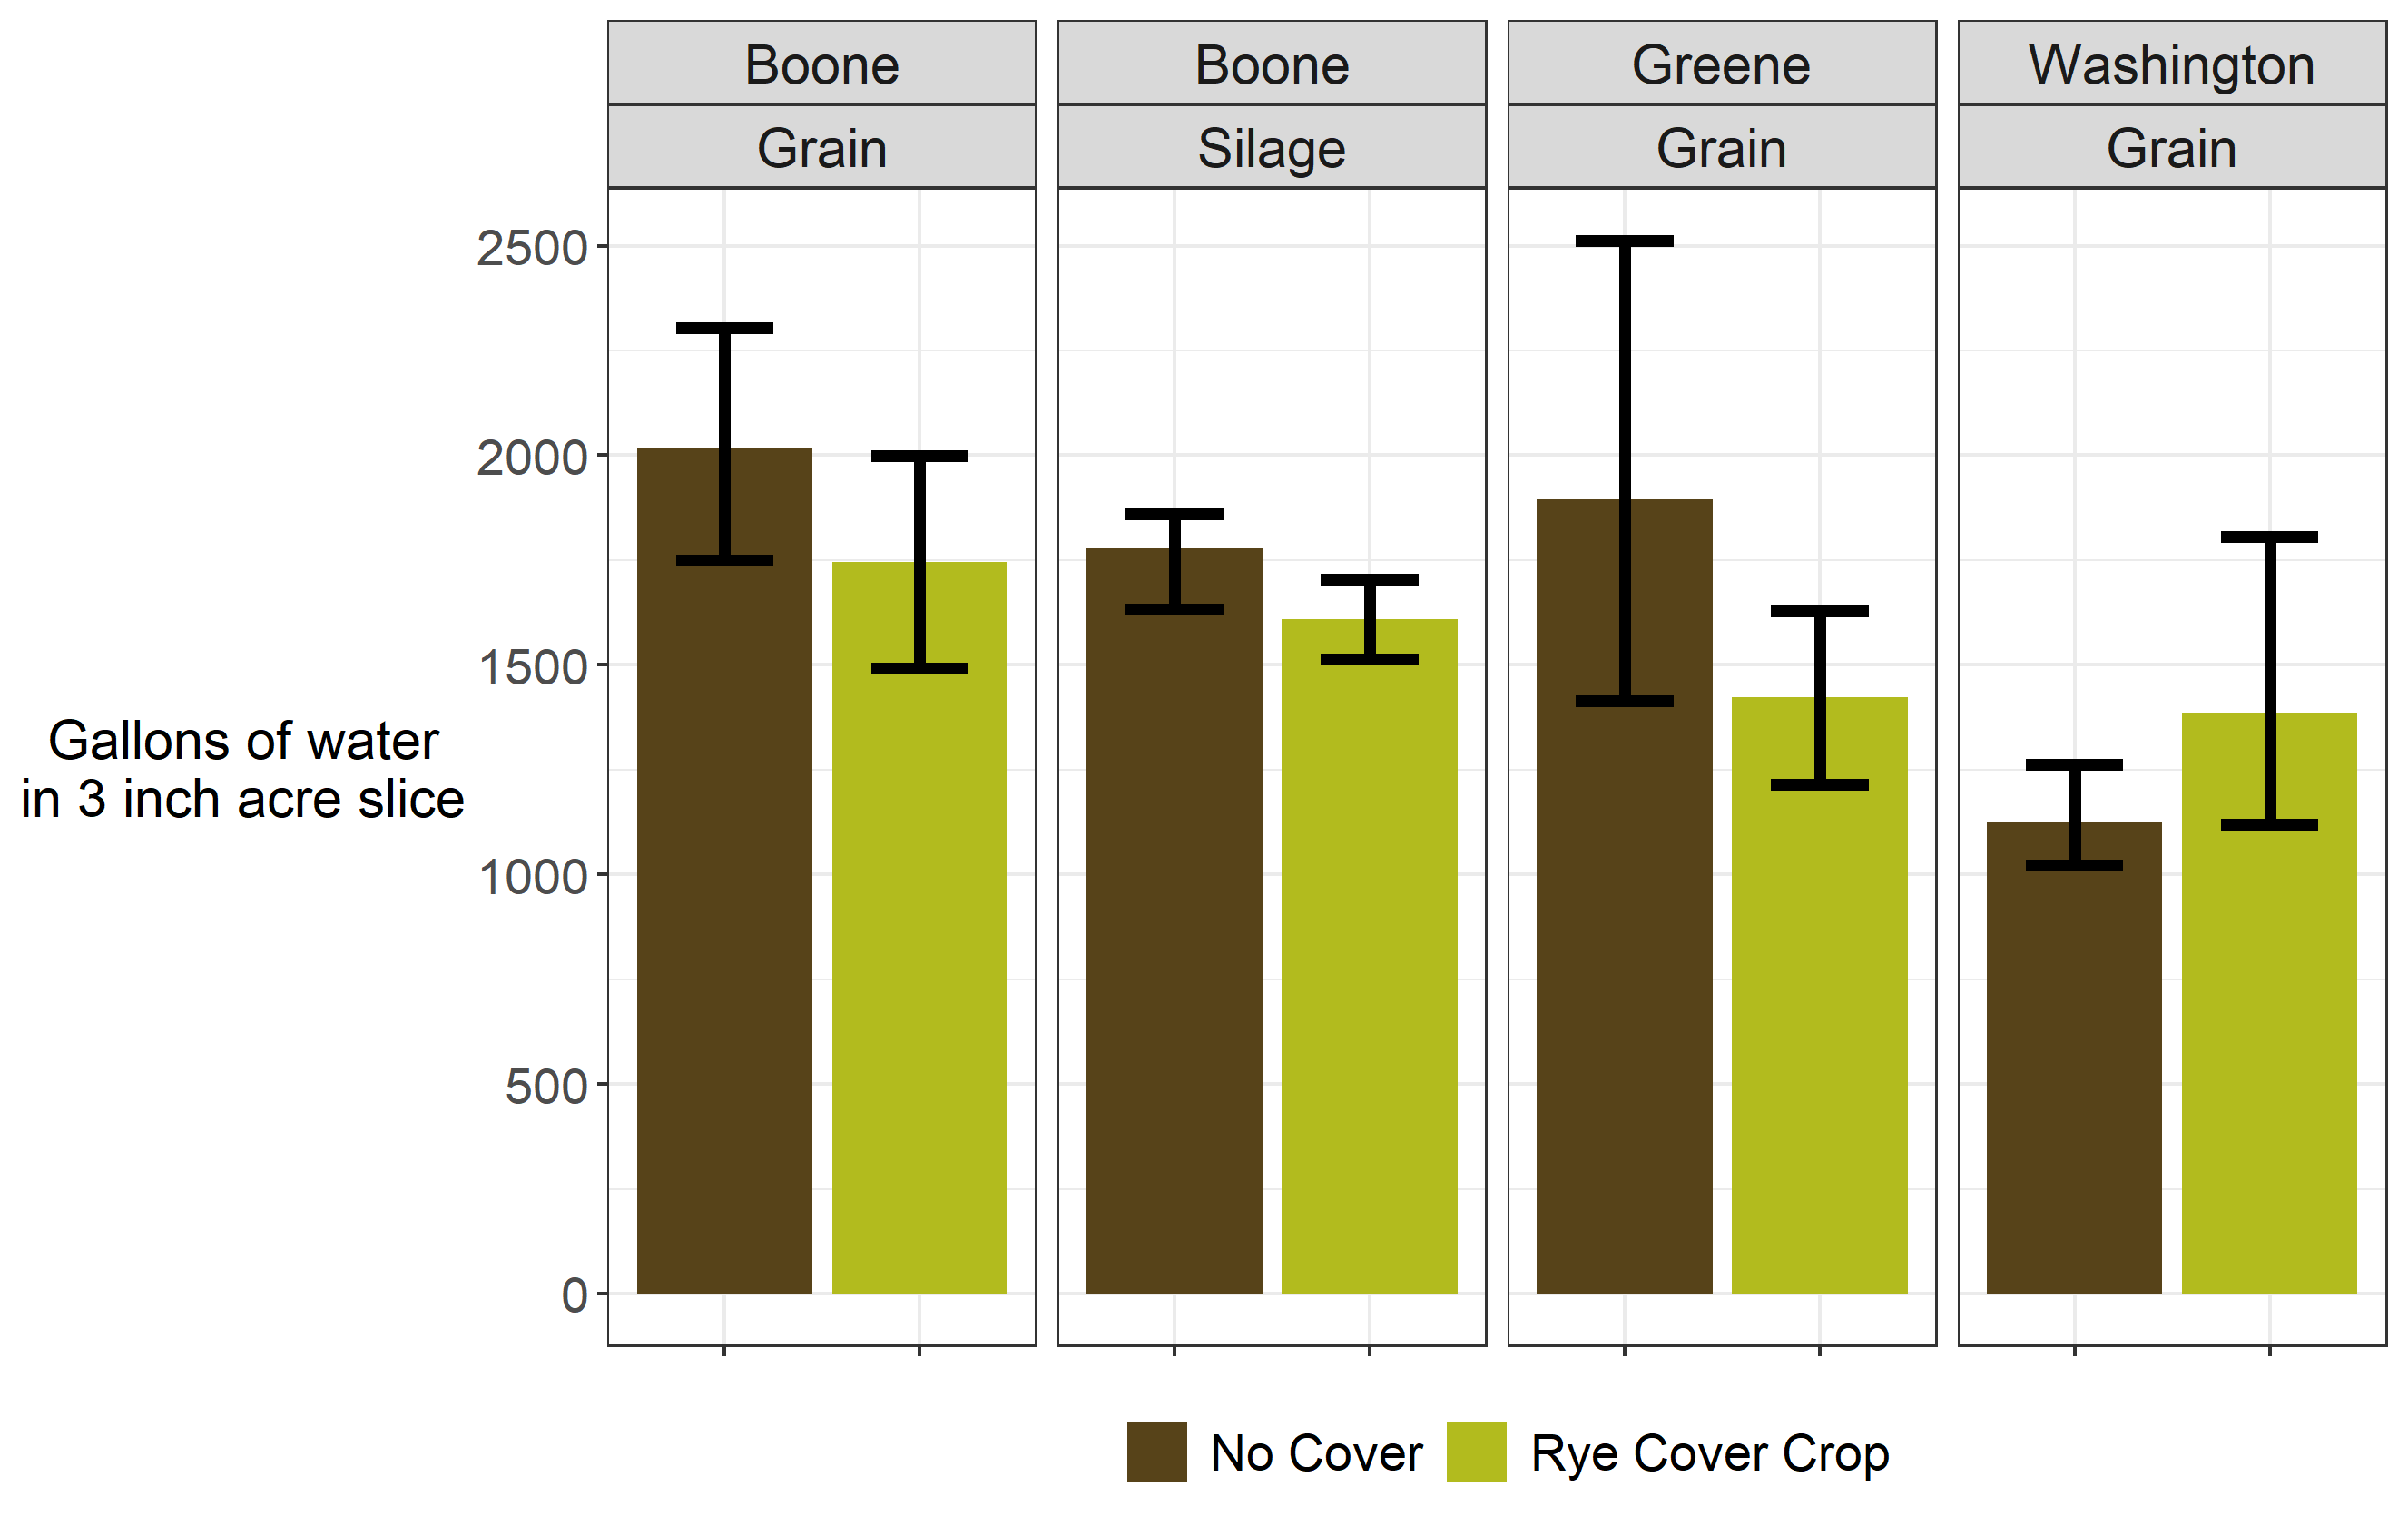 Boone
Boone
Greene
Washington
Grain
Silage
Grain
Grain
2500
2000
1500
1000
500
0
Gallons of water
in 3 inch acre slice
No Cover
Rye Cover Crop